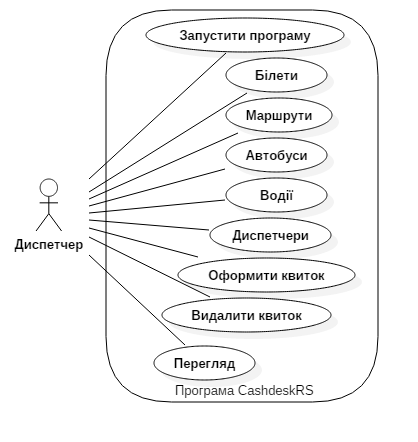 Запустити програму
Білети
Маршрути
Автобуси
Водії
Диспетчер
Диспетчери
Оформити квиток
Видалити квиток
Перегляд
Програма CashdeskRS